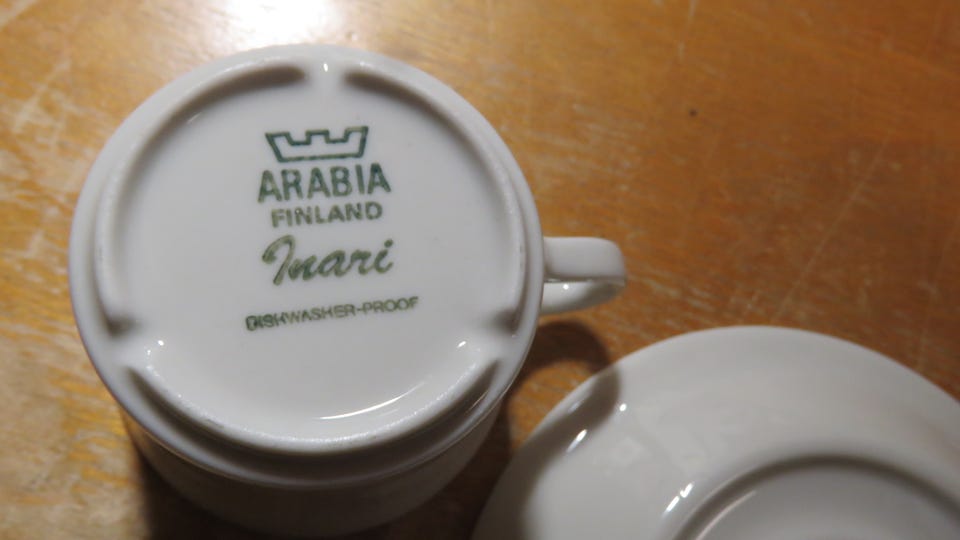 ARABIA
FINLAND
Inari
DISHWASHER-PROOF